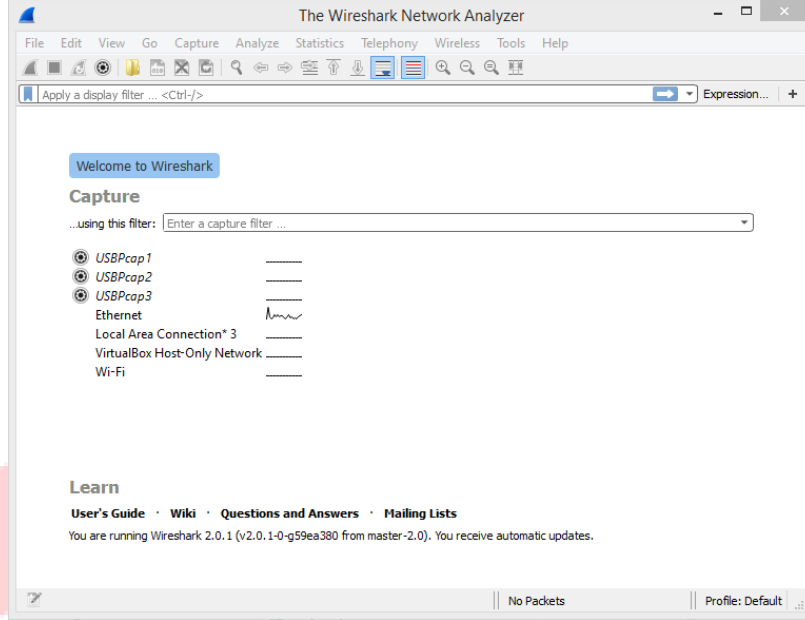 The Wireshark Network Analyzer
File Edit View Go Capture Analyze Statistics Telephony Wireless Tools Help
Apply a display filter ... <Ctrl-/> Expression... +
Welcome to Wireshark
Capture
...using this filter: Enter a capture filter ...
USBPcap1
USBPcap2
USBPcap3
Ethernet
Local Area Connection* 3
VirtualBox Host-Only Network
Wi-Fi
Learn
User's Guide · Wiki · Questions and Answers · Mailing Lists
You are running Wireshark 2.0.1 (v2.0.1-0-g59ea380 from master-2.0). You receive automatic updates.
No Packets Profile: Default